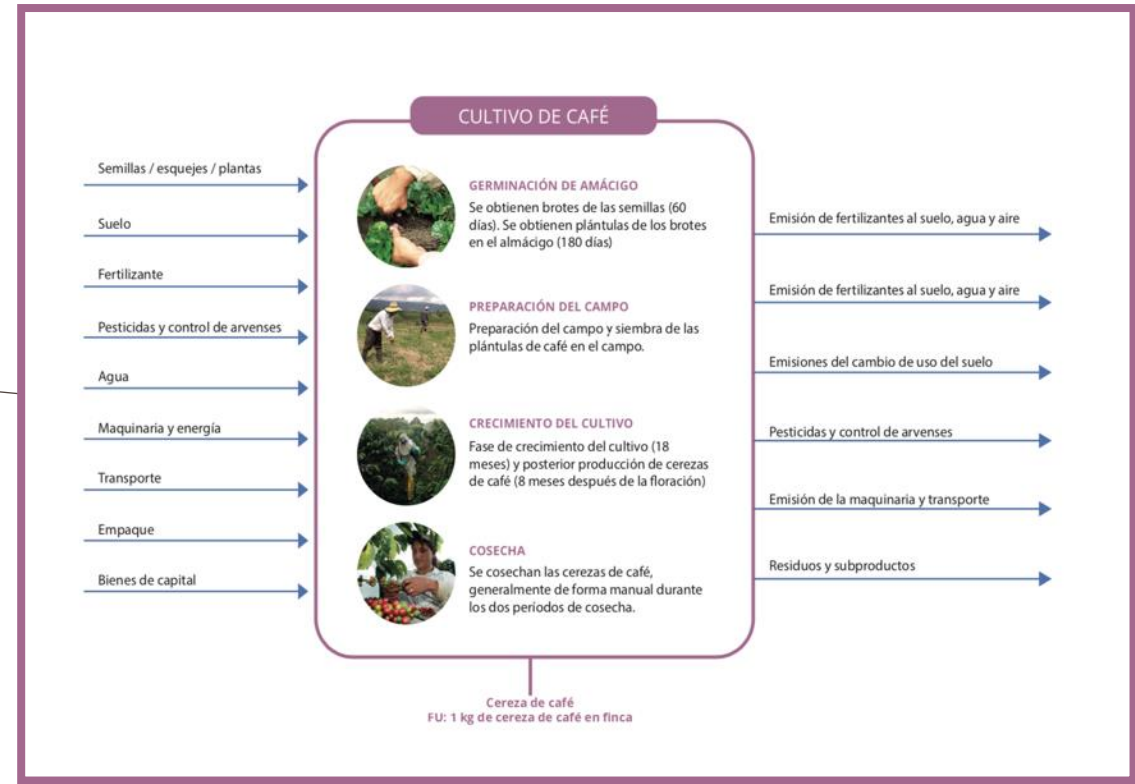 CULTIVO DE CAFÉ
Semillas / esquejes / plantas
Suelo
Fertilizante
Pesticidas y control de arvenses
Agua
Maquinaria y energía
Transporte
Empaque
Bienes de capital
GERMINACIÓN DE AMÁCIGO
Se obtienen brotes de las semillas (60
días). Se obtienen plántulas de los brotes
en el almácigo (180 días)
PREPARACIÓN DEL CAMPO
Preparación del campo y siembra de las
plántulas de café en el campo.
CRECIMIENTO DEL CULTIVO
Fase de crecimiento del cultivo (18
meses) y posterior producción de cerezas
de café (8 meses después de la floración)
COSECHA
Se cosechan las cerezas de café,
generalmente de forma manual durante
los dos períodos de cosecha.
Emisión de fertilizantes al suelo, agua y aire
Emisión de fertilizantes al suelo, agua y aire
Emisiones del cambio de uso del suelo
Pesticidas y control de arvenses
Emisión de la maquinaria y transporte
Residuos y subproductos
Cereza de café
FU: 1 kg de cereza de café en finca